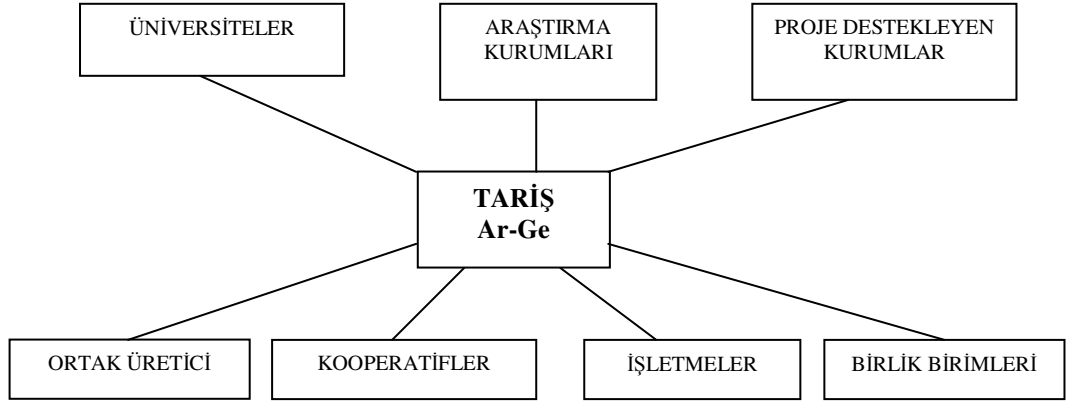 ÜNİVERSİTELER
ARAŞTIRMA
KURUMLARI
PROJE DESTEKLEYEN
KURUMLAR
TARİŞ
Ar-Ge
ORTAK ÜRETİCİ
KOOPERATİFLER
İŞLETMELER
BİRLİK BİRİMLERİ